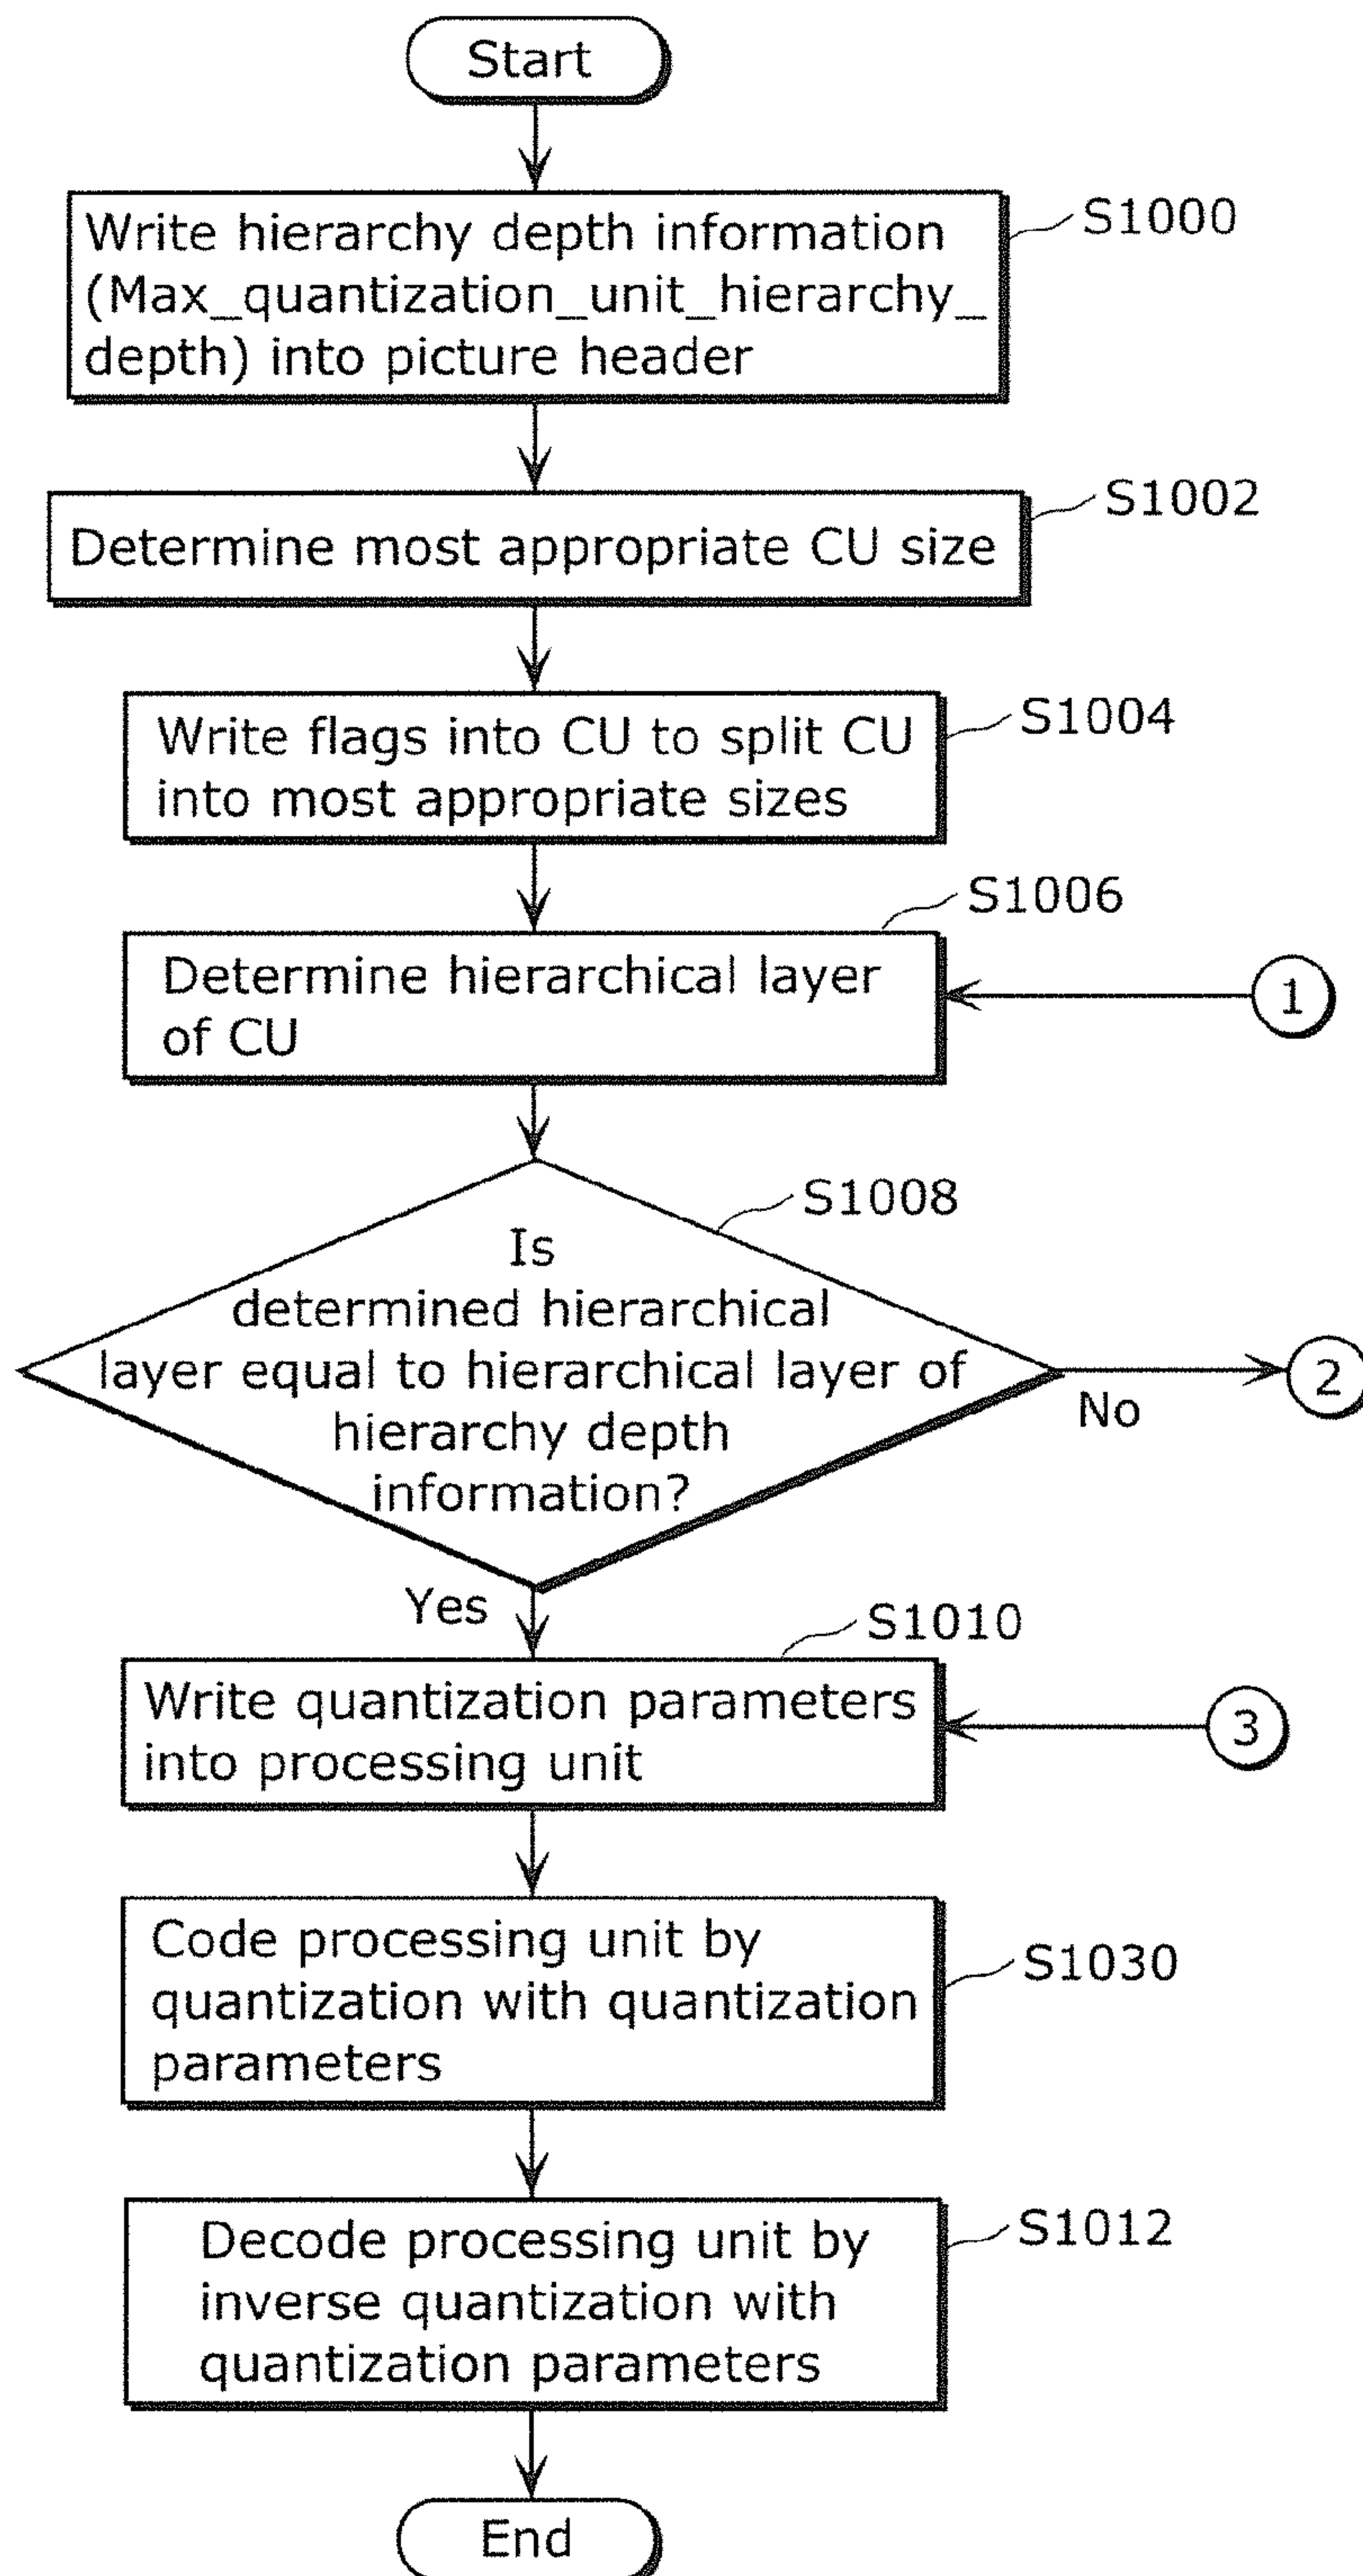 Start
Write hierarchy depth information
(Max_quantization_unit_hierarchy_
depth) into picture header
S1000
Determine most appropriate CU size
S1002
Write flags into CU to split CU
into most appropriate sizes
S1004
Determine hierarchical layer
of CU
S1006
1
Is
determined hierarchical
layer equal to hierarchical layer of
hierarchy depth
information?
S1008
No
2
Yes
Write quantization parameters
into processing unit
S1010
3
Code processing unit by
quantization with quantization
parameters
S1030
Decode processing unit by
inverse quantization with
quantization parameters
S1012
End